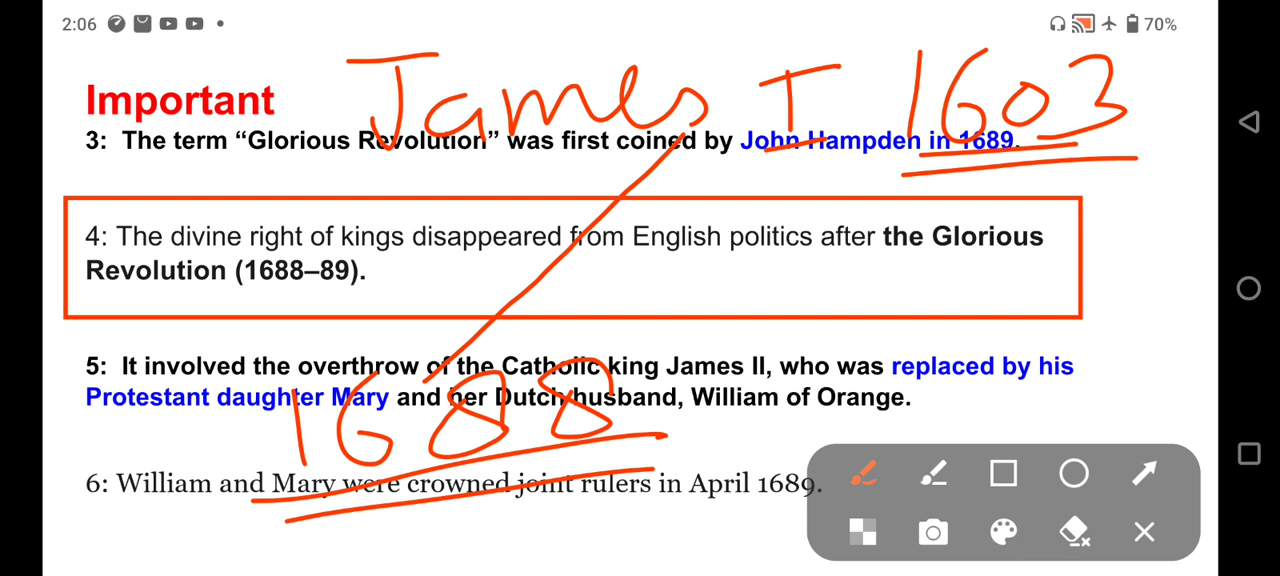 2:06
70%
James I 1603
Important
3: The term “Glorious Revolution” was first coined by John Hampden in 1689.
4: The divine right of kings disappeared from English politics after the Glorious
Revolution (1688–89).
5: It involved the overthrow of the Catholic king James II, who was replaced by his
Protestant daughter Mary and her Dutch husband, William of Orange.
1688
6: William and Mary were crowned joint rulers in April 1689.